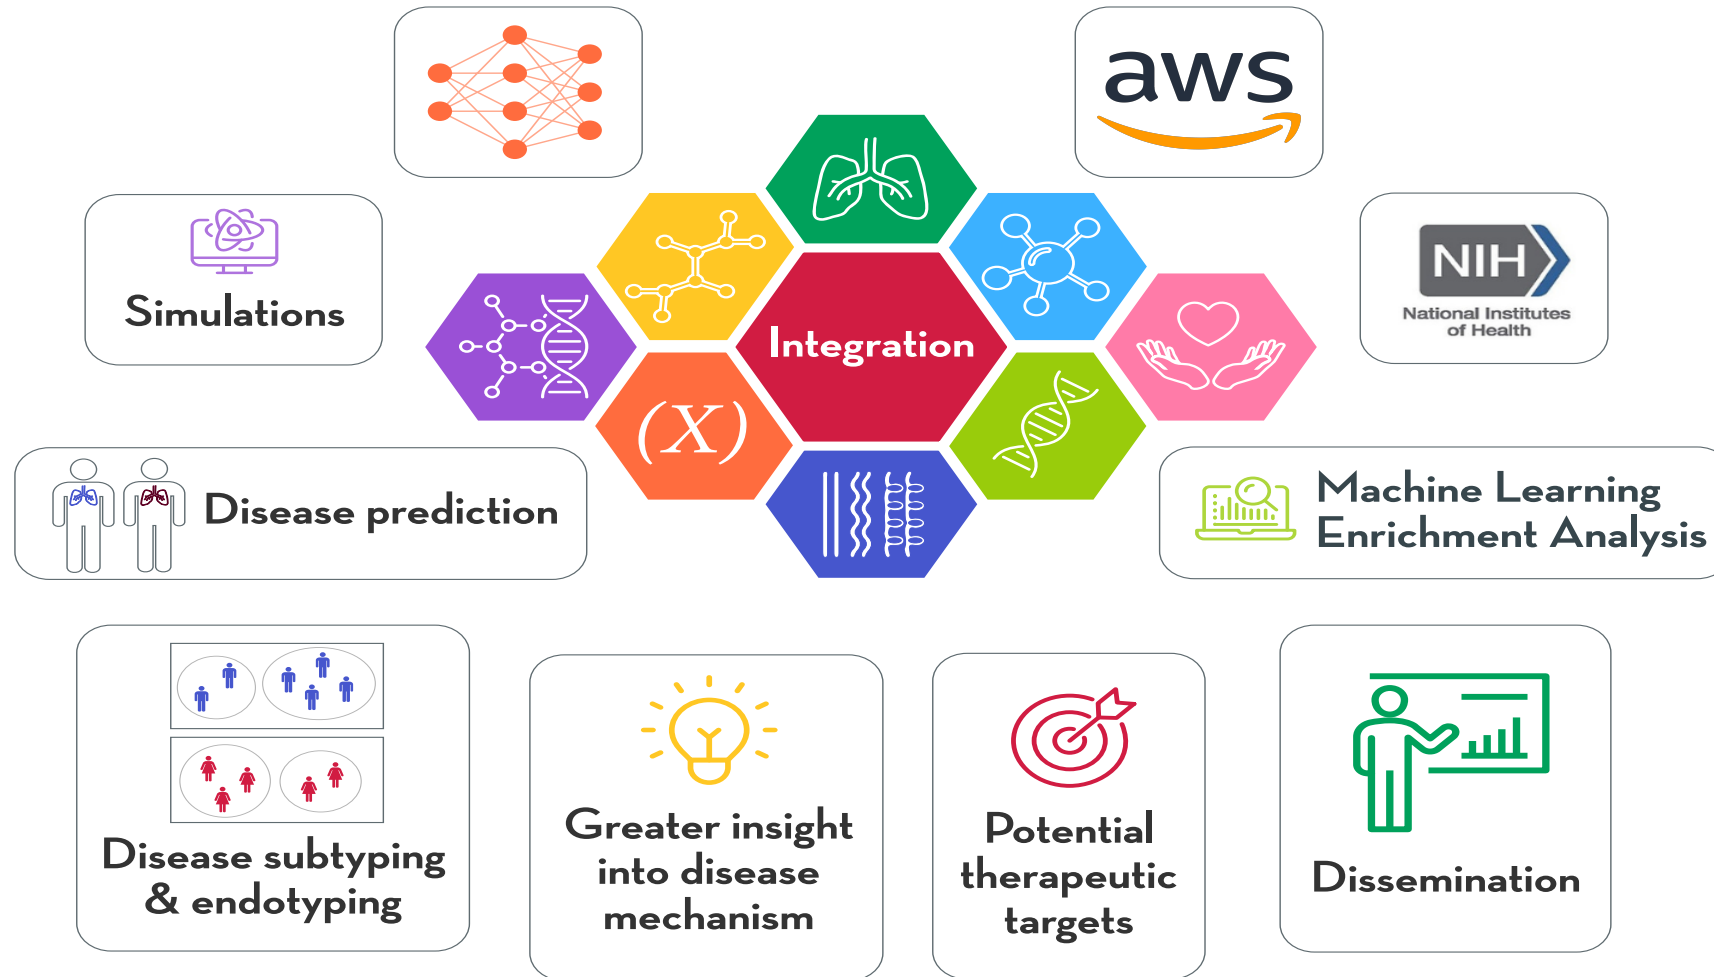 aws
NIH
National Institutes
of Health
Simulations
Integration
(X)
Disease prediction
Machine Learning
Enrichment Analysis
Disease subtyping
& endotyping
Greater insight
into disease
mechanism
Potential
therapeutic
targets
Dissemination